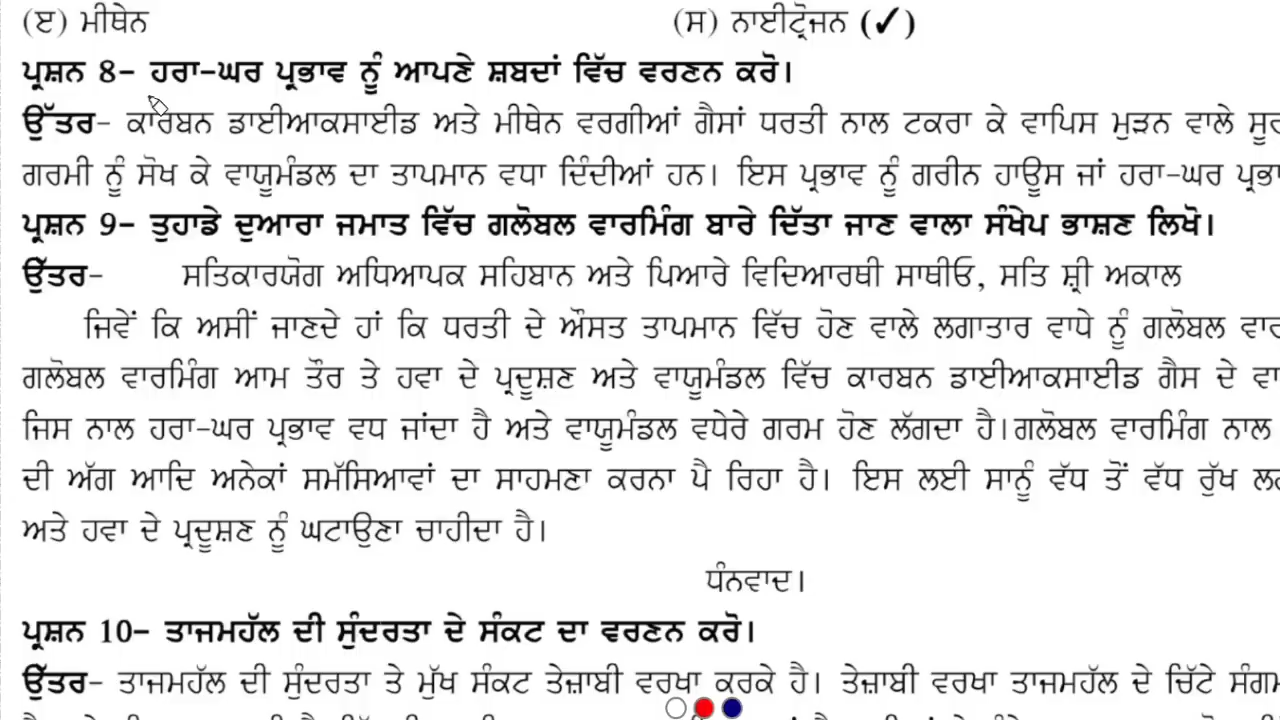 (ੲ) ਮੀਥੇਨ (ਸ) ਨਾਈਟ੍ਰੋਜਨ (✓)
ਪ੍ਰਸ਼ਨ 8- ਹਰਾ-ਘਰ ਪ੍ਰਭਾਵ ਨੂੰ ਆਪਣੇ ਸ਼ਬਦਾਂ ਵਿੱਚ ਵਰਣਨ ਕਰੋ।
ਉੱਤਰ- ਕਾਰਬਨ ਡਾਈਆਕਸਾਈਡ ਅਤੇ ਮੀਥੇਨ ਵਰਗੀਆਂ ਗੈਸਾਂ ਧਰਤੀ ਨਾਲ ਟਕਰਾ ਕੇ ਵਾਪਿਸ ਮੁੜਨ ਵਾਲੇ
ਗਰਮੀ ਨੂੰ ਸੋਖ ਕੇ ਵਾਯੂਮੰਡਲ ਦਾ ਤਾਪਮਾਨ ਵਧਾ ਦਿੰਦੀਆਂ ਹਨ। ਇਸ ਪ੍ਰਭਾਵ ਨੂੰ ਗਰੀਨ ਹਾਊਸ ਜਾਂ ਹਰਾ-ਘਰ
ਪ੍ਰਸ਼ਨ 9- ਤੁਹਾਡੇ ਦੁਆਰਾ ਜਮਾਤ ਵਿੱਚ ਗਲੋਬਲ ਵਾਰਮਿੰਗ ਬਾਰੇ ਦਿੱਤਾ ਜਾਣ ਵਾਲਾ ਸੰਖੇਪ ਭਾਸ਼ਣ ਲਿਖੋ।
ਉੱਤਰ- ਸਤਿਕਾਰਯੋਗ ਅਧਿਆਪਕ ਸਹਿਬਾਨ ਅਤੇ ਪਿਆਰੇ ਵਿਦਿਆਰਥੀ ਸਾਥੀਓ, ਸਤਿ ਸ਼੍ਰੀ ਅਕਾਲ
ਜਿਵੇਂ ਕਿ ਅਸੀਂ ਜਾਣਦੇ ਹਾਂ ਕਿ ਧਰਤੀ ਦੇ ਔਸਤ ਤਾਪਮਾਨ ਵਿੱਚ ਹੋਣ ਵਾਲੇ ਲਗਾਤਾਰ ਵਾਧੇ ਨੂੰ ਗਲੋਬਲ
ਗਲੋਬਲ ਵਾਰਮਿੰਗ ਆਮ ਤੌਰ ਤੇ ਹਵਾ ਦੇ ਪ੍ਰਦੂਸ਼ਣ ਅਤੇ ਵਾਯੂਮੰਡਲ ਵਿੱਚ ਕਾਰਬਨ ਡਾਈਆਕਸਾਈਡ ਗੈਸ ਦੇ
ਜਿਸ ਨਾਲ ਹਰਾ-ਘਰ ਪ੍ਰਭਾਵ ਵਧ ਜਾਂਦਾ ਹੈ ਅਤੇ ਵਾਯੂਮੰਡਲ ਵਧੇਰੇ ਗਰਮ ਹੋਣ ਲੱਗਦਾ ਹੈ।ਗਲੋਬਲ ਵਾਰਮਿੰਗ ਨਾਲ
ਦੀ ਅੱਗ ਆਦਿ ਅਨੇਕਾਂ ਸਮੱਸਿਆਵਾਂ ਦਾ ਸਾਹਮਣਾ ਕਰਨਾ ਪੈ ਰਿਹਾ ਹੈ। ਇਸ ਲਈ ਸਾਨੂੰ ਵੱਧ ਤੋਂ ਵੱਧ ਰੁੱਖ
ਅਤੇ ਹਵਾ ਦੇ ਪ੍ਰਦੂਸ਼ਣ ਨੂੰ ਘਟਾਉਣਾ ਚਾਹੀਦਾ ਹੈ।
ਧੰਨਵਾਦ।
ਪ੍ਰਸ਼ਨ 10- ਤਾਜਮਹੱਲ ਦੀ ਸੁੰਦਰਤਾ ਦੇ ਸੰਕਟ ਦਾ ਵਰਣਨ ਕਰੋ।
ਉੱਤਰ- ਤਾਜਮਹੱਲ ਦੀ ਸੁੰਦਰਤਾ ਤੇ ਮੁੱਖ ਸੰਕਟ ਤੇਜ਼ਾਬੀ ਵਰਖਾ ਕਰਕੇ ਹੈ। ਤੇਜ਼ਾਬੀ ਵਰਖਾ ਤਾਜਮਹੱਲ ਦੇ ਚਿੱਟੇ